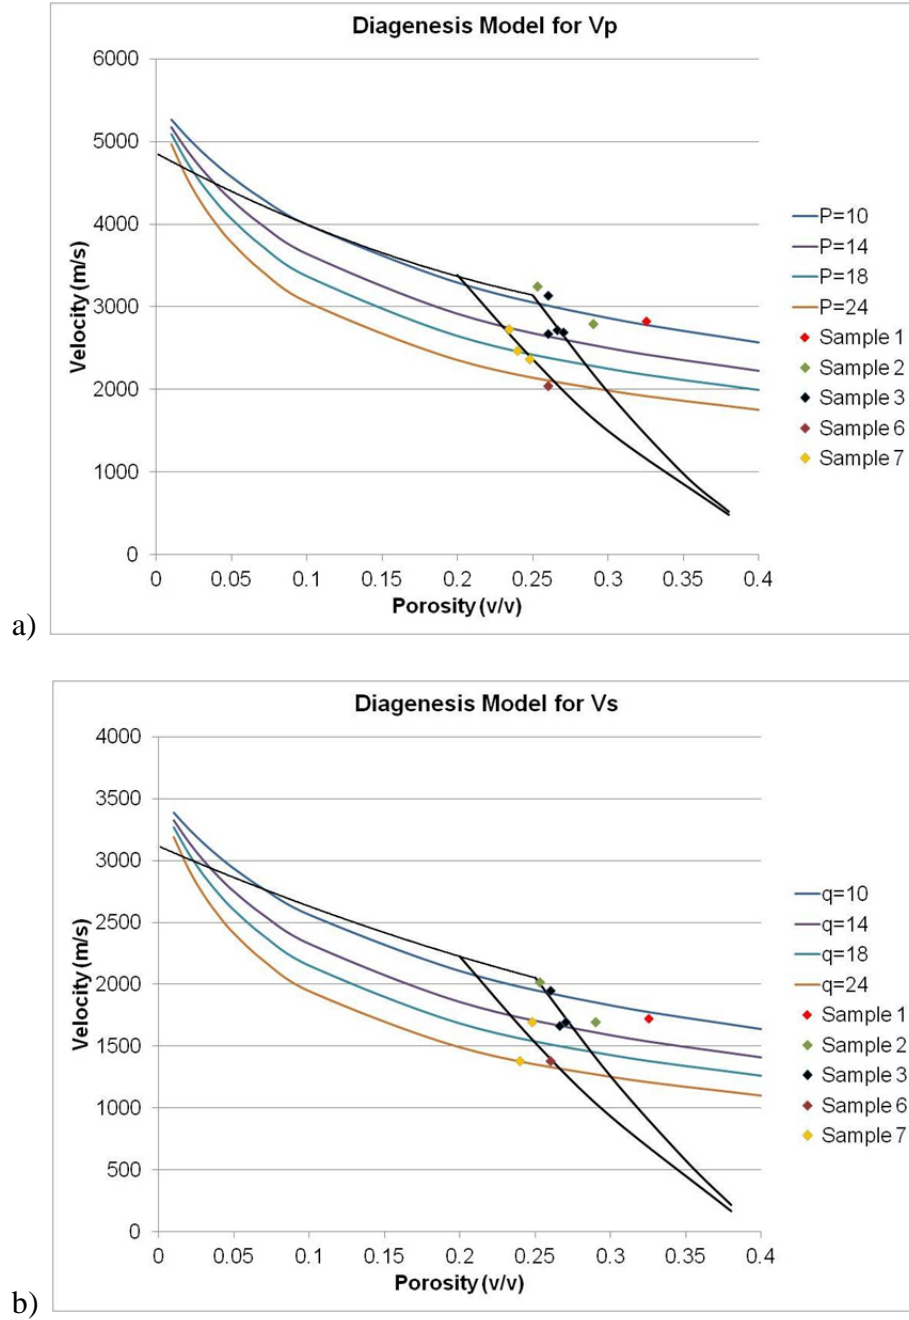 Diagenesis Model for Vp
6000
5000
4000
3000
2000
1000
0
Velocity (m/s)
0 0.05 0.1 0.15 0.2 0.25 0.3 0.35 0.4
Porosity (v/v)
P=10
P=14
P=18
P=24
Sample 1
Sample 2
Sample 3
Sample 6
Sample 7
a)
Diagenesis Model for Vs
4000
3500
3000
2500
2000
1500
1000
500
0
Velocity (m/s)
0 0.05 0.1 0.15 0.2 0.25 0.3 0.35 0.4
Porosity (v/v)
q=10
q=14
q=18
q=24
Sample 1
Sample 2
Sample 3
Sample 6
Sample 7
b)